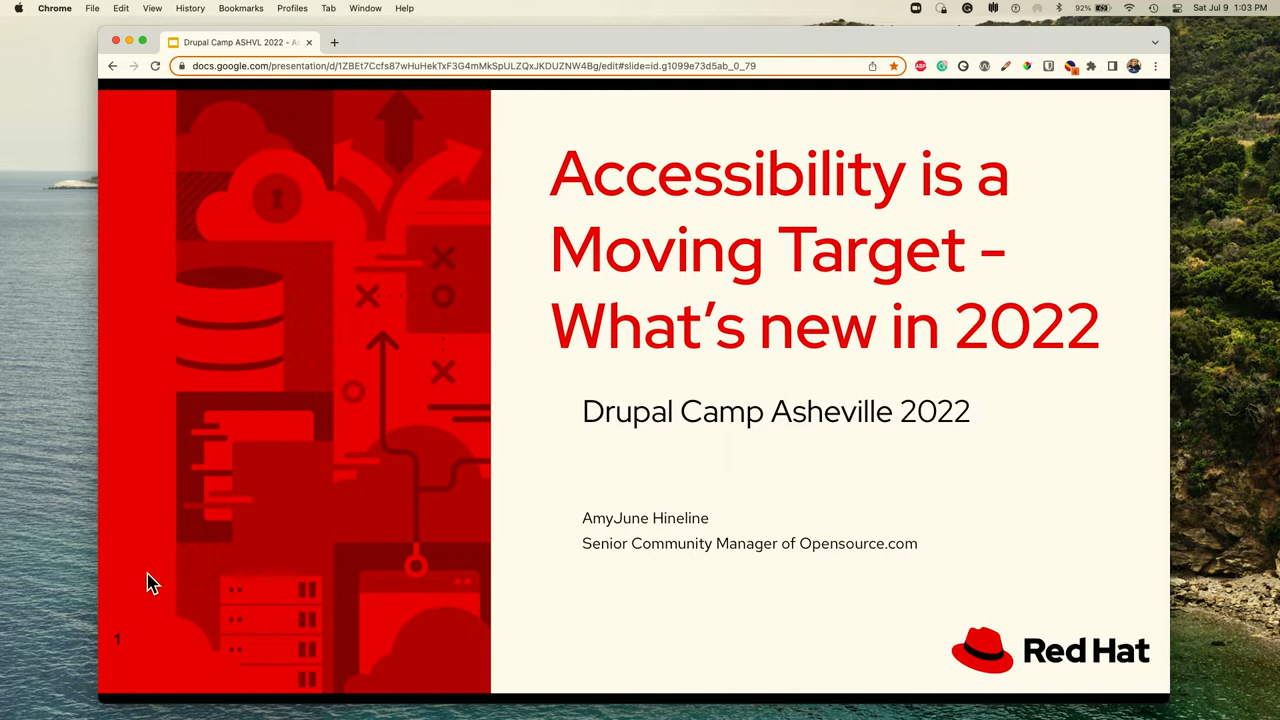 Chrome File Edit View History Bookmarks Profiles Tab Window Help
92% Sat Jul 9 1:03 PM
Drupal Camp ASHVL 2022 -
docs.google.com/presentation/d/1ZBEt7Ccfs87wHuHekTxF3G4mMkSpULZQxJKDUZNW4Bg/edit#slide=id.g1099e73d5ab_0_79
Accessibility is a
Moving Target -
What's new in 2022
Drupal Camp Asheville 2022
AmyJune Hineline
Senior Community Manager of Opensource.com
1
Red Hat